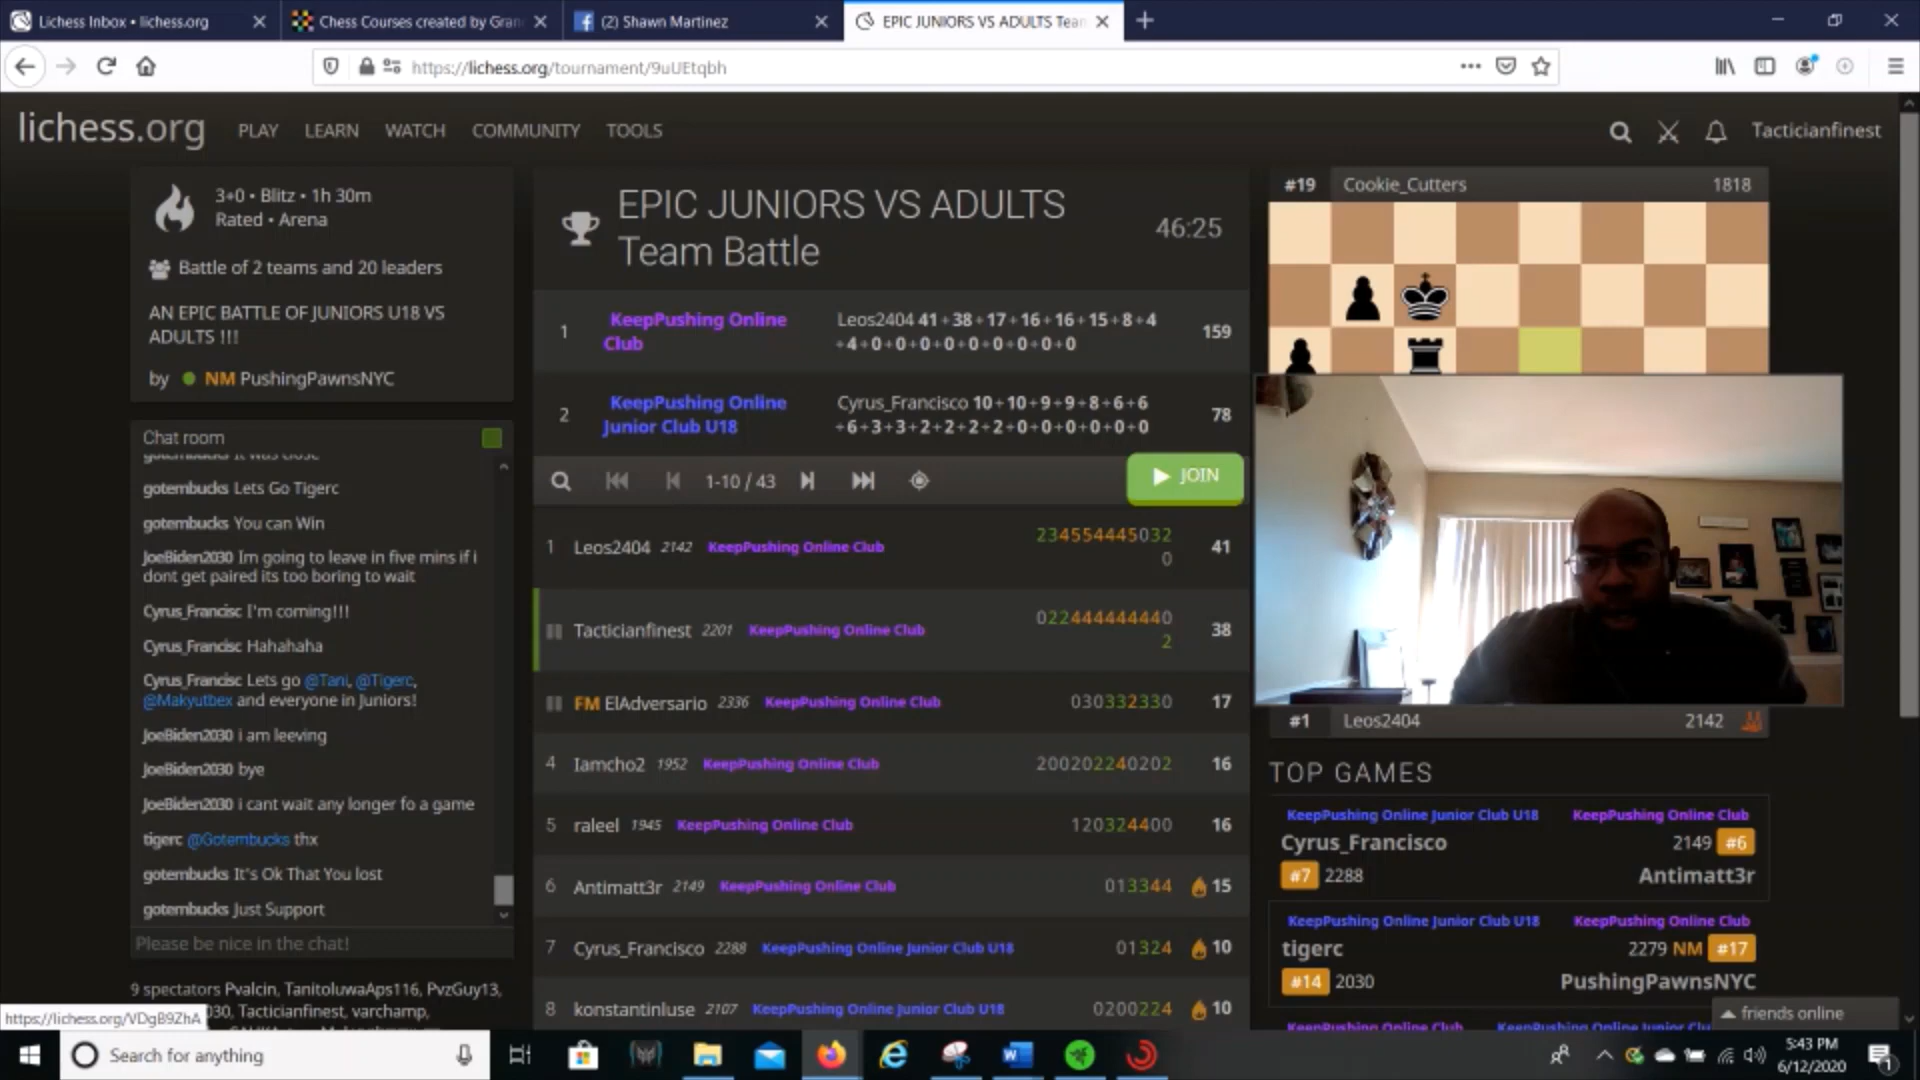 Lichess Inbox • lichess.org
Chess Courses created by Gran
(2) Shawn Martinez
EPIC JUNIORS VS ADULTS Tea
https://lichess.org/tournament/9uUEtqbh
lichess.org
PLAY
LEARN
WATCH
COMMUNITY
TOOLS
Tacticianfinest
3+0 • Blitz • 1h 30m
Rated • Arena
Battle of 2 teams and 20 leaders
AN EPIC BATTLE OF JUNIORS U18 VS
ADULTS !!!
by NM PushingPawnsNYC
Chat room
gotembucks It was close
gotembucks Lets Go Tigerc
gotembucks You can Win
JoeBiden2030 Im going to leave in five mins if i
dont get paired its too boring to wait
Cyrus_Francisc I'm coming!!!
Cyrus_Francisc Hahahaha
Cyrus_Francisc Lets go @Tani, @Tigerc,
@Makyutbex and everyone in Juniors!
JoeBiden2030 i am leeving
JoeBiden2030 bye
JoeBiden2030 i cant wait any longer fo a game
tigerc @Gotembucks thx
gotembucks It's Ok That You lost
gotembucks Just Support
Please be nice in the chat!
9 spectators Pvalcin, TanitoluwaAps116, PvzGuy13,
030, Tacticianfinest, varchamp,
https://lichess.org/VDgB9ZhA
EPIC JUNIORS VS ADULTS
Team Battle
46:25
1 KeepPushing Online Leos2404 41+38+17+16+16+15+8+4 159
Club +4+0+0+0+0+0+0+0+0+0
2 KeepPushing Online Cyrus_Francisco 10+10+9+9+8+6+6 78
Junior Club U18 +6+3+3+2+2+2+2+0+0+0+0+0+0
1-10 / 43
JOIN
1 Leos2404 2142 KeepPushing Online Club 234554445032 41
0
Tacticianfinest 2201 KeepPushing Online Club 022444444440 38
2
FM ElAdversario 2336 KeepPushing Online Club 030332330 17
4 Iamcho2 1952 KeepPushing Online Club 200202240202 16
5 raleel 1945 KeepPushing Online Club 120324400 16
6 Antimatt3r 2149 KeepPushing Online Club 013344 15
7 Cyrus_Francisco 2288 KeepPushing Online Junior Club U18 01324 10
8 konstantinluse 2107 KeepPushing Online Junior Club U18 0200224 10
#19 Cookie_Cutters 1818
#1 Leos2404 2142
TOP GAMES
KeepPushing Online Junior Club U18 KeepPushing Online Club
Cyrus_Francisco 2149 #6
#7 2288 Antimatt3r
KeepPushing Online Junior Club U18 KeepPushing Online Club
tigerc 2279 NM #17
#14 2030 PushingPawnsNYC
KeepPushing Online Club
friends online
Search for anything
5:43 PM
6/12/2020
1